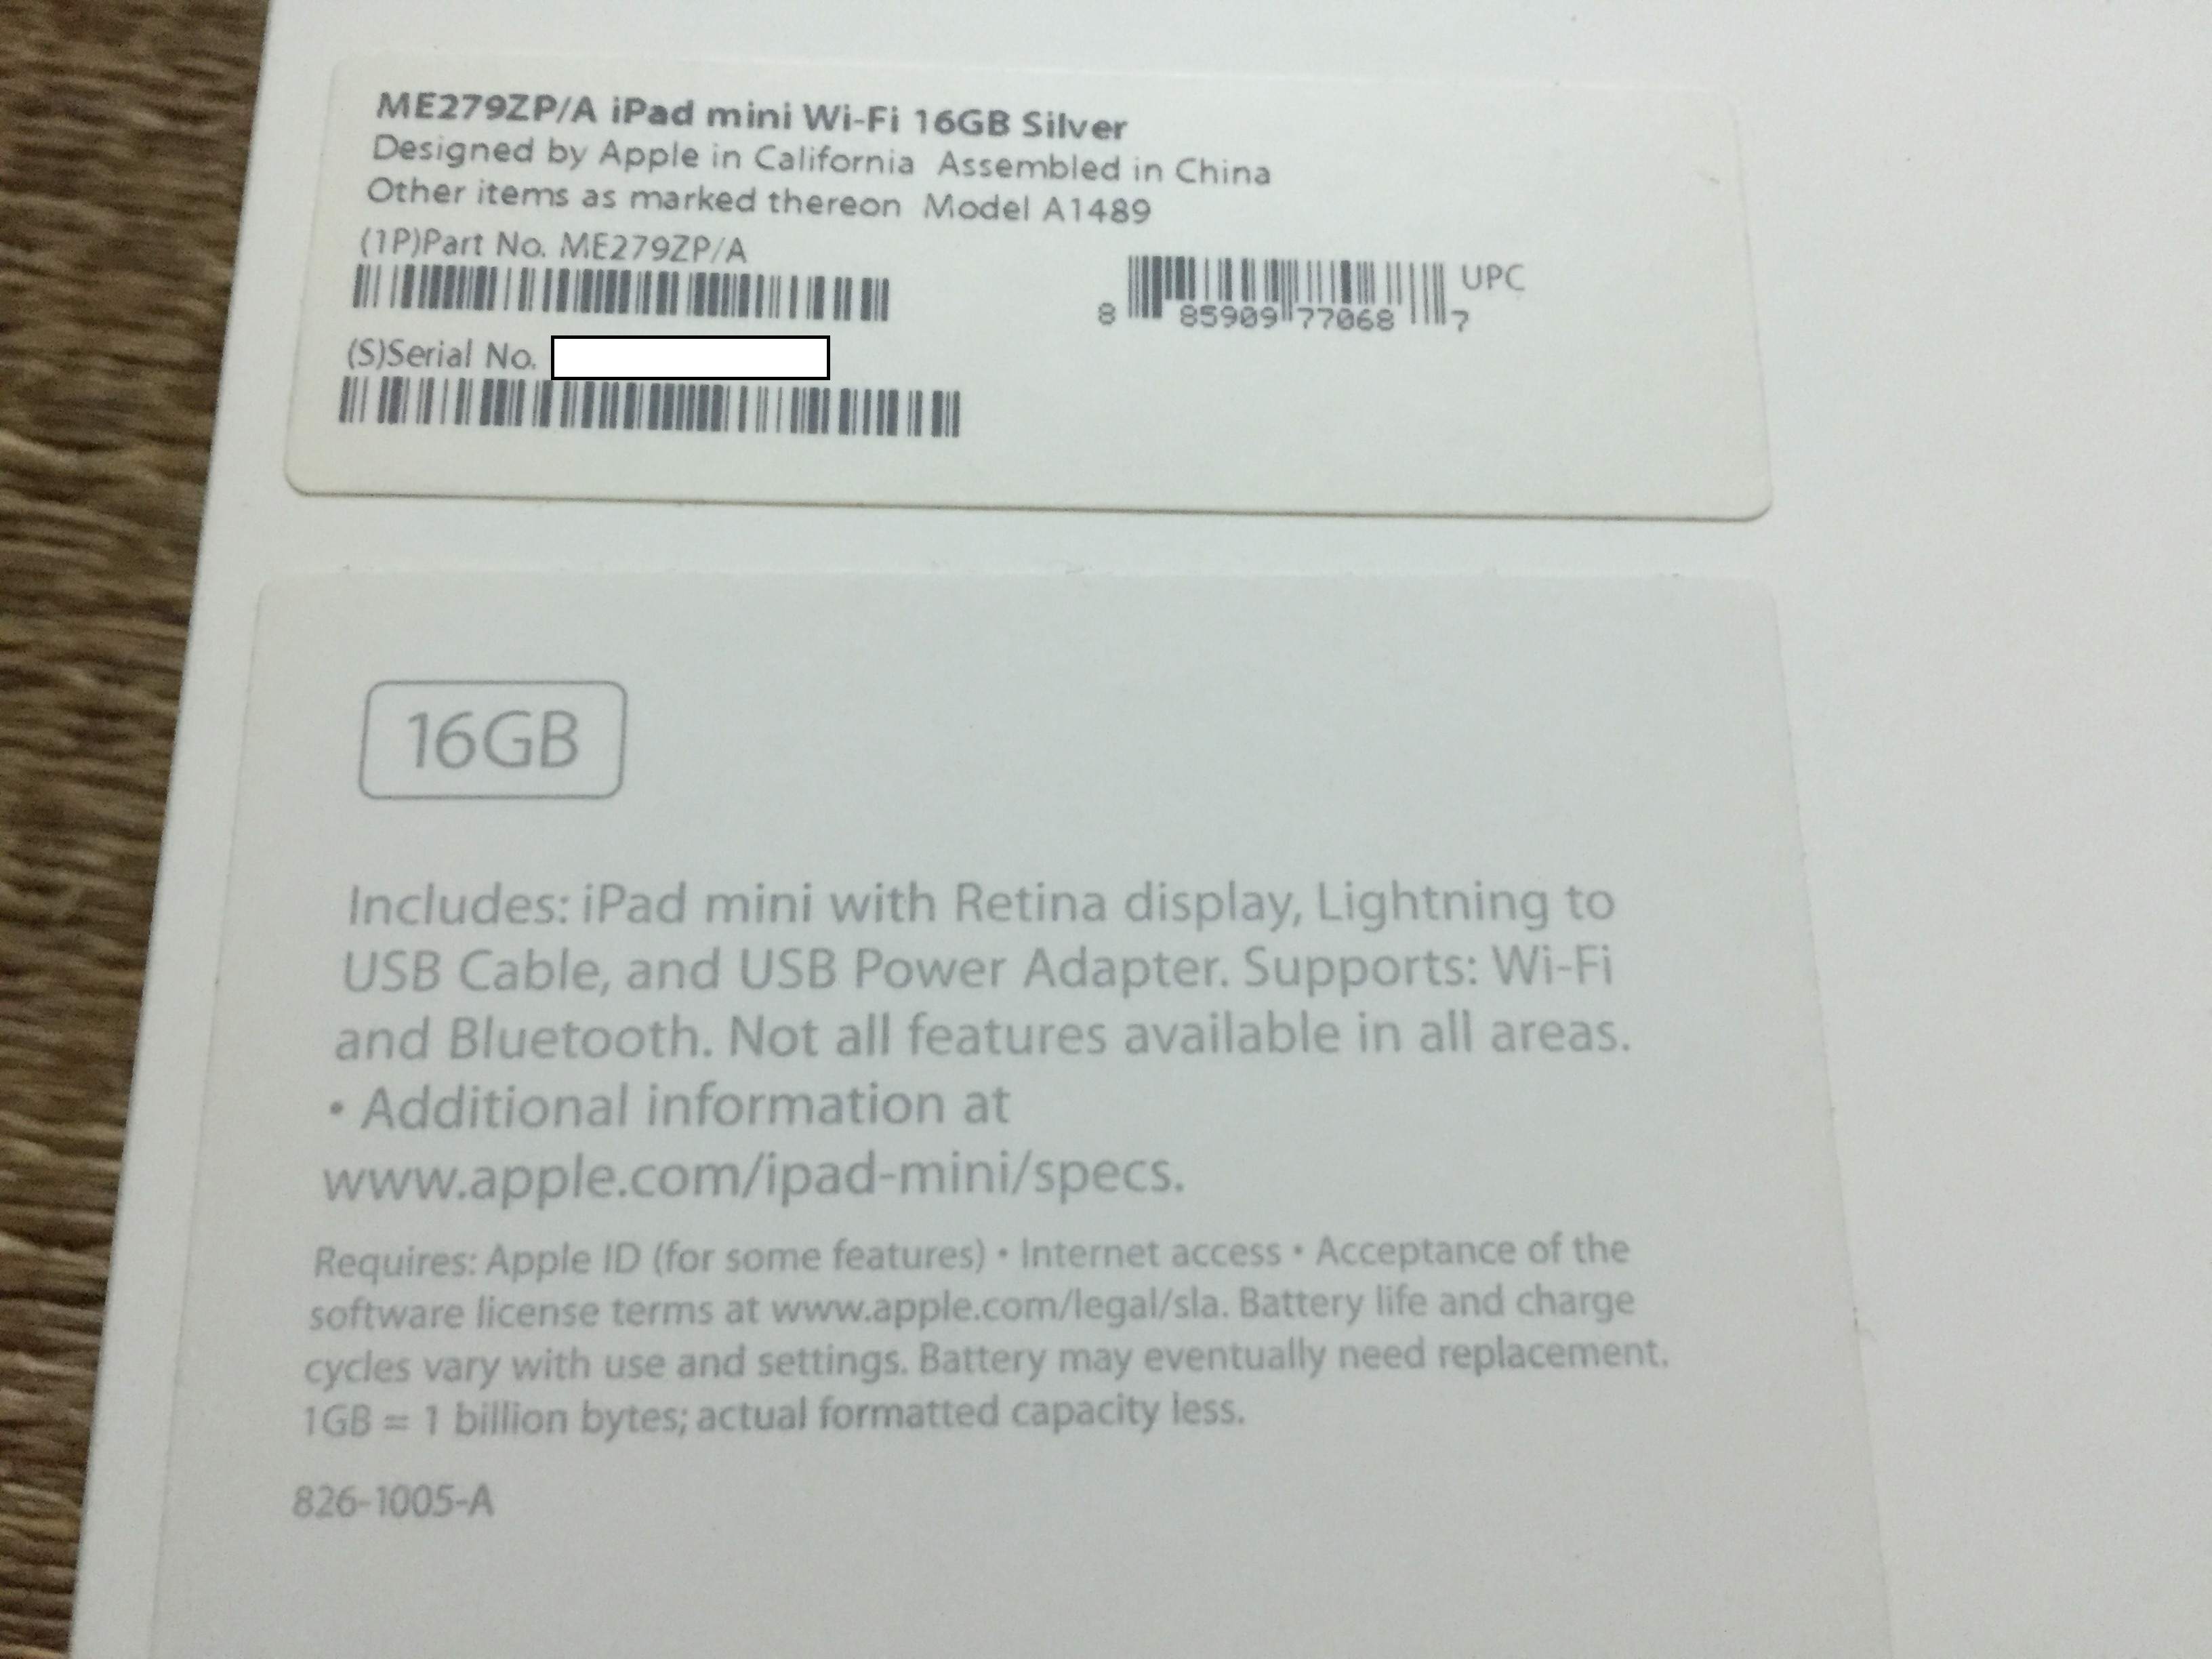 ME279ZP/A iPad mini Wi-Fi 16GB Silver
Designed by Apple in California Assembled in China
Other items as marked thereon Model A1489
(1P)Part No. ME279ZP/A
UPC
8 85909 77068 7
(S)Serial No.
16GB
Includes: iPad mini with Retina display, Lightning to
USB Cable, and USB Power Adapter. Supports: Wi-Fi
and Bluetooth. Not all features available in all areas.
• Additional information at
www.apple.com/ipad-mini/specs.
Requires: Apple ID (for some features) • Internet access • Acceptance of the
software license terms at www.apple.com/legal/sla. Battery life and charge
cycles vary with use and settings. Battery may eventually need replacement.
1GB = 1 billion bytes; actual formatted capacity less.
826-1005-A